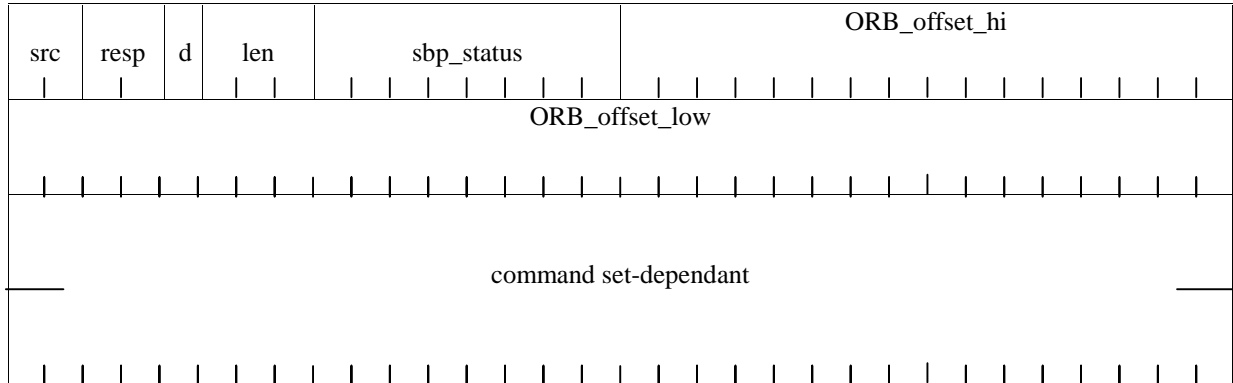 src resp d len sbp_status ORB_offset_hi
ORB_offset_low
command set-dependant